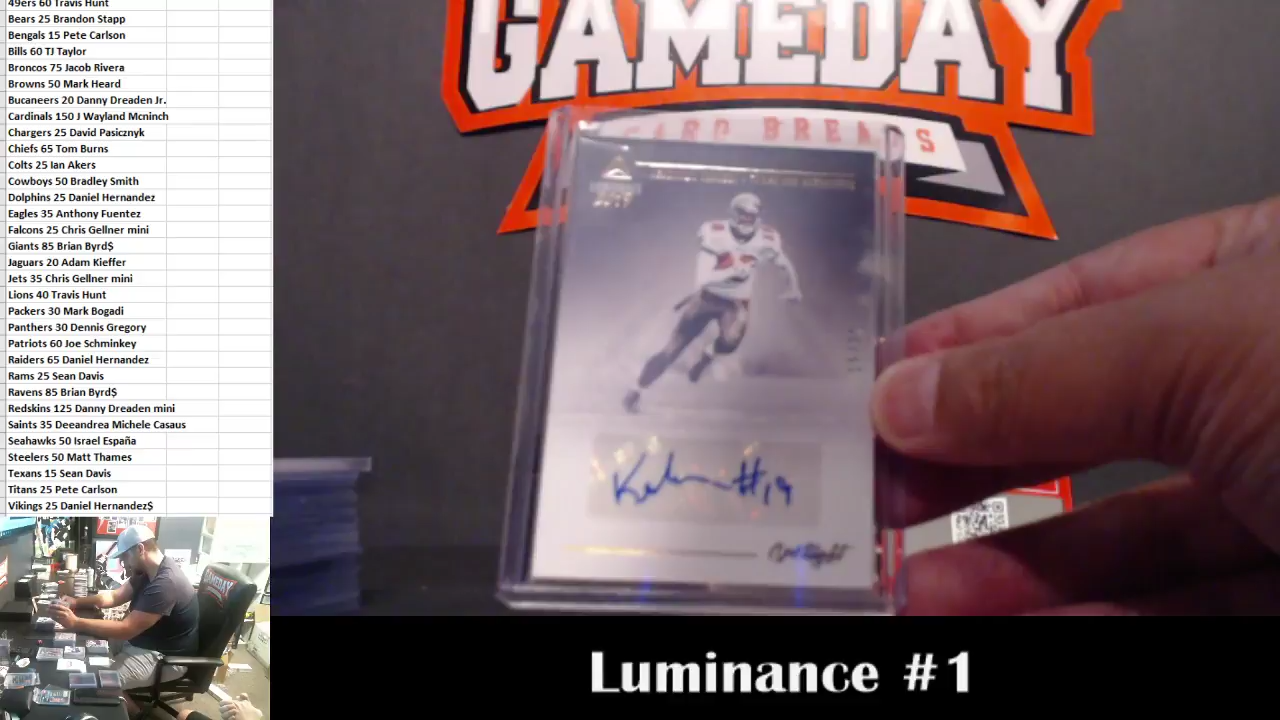 49ers 60 Travis Hunt
Bears 25 Brandon Stapp
Bengals 15 Pete Carlson
Bills 60 TJ Taylor
Broncos 75 Jacob Rivera
Browns 50 Mark Heard
Bucaneers 20 Danny Dreaden Jr.
Cardinals 150 J Wayland Mcninch
Chargers 25 David Pasicznyk
Chiefs 65 Tom Burns
Colts 25 Ian Akers
Cowboys 50 Bradley Smith
Dolphins 25 Daniel Hernandez
Eagles 35 Anthony Fuentez
Falcons 25 Chris Gellner mini
Giants 85 Brian Byrd$
Jaguars 20 Adam Kieffer
Jets 35 Chris Gellner mini
Lions 40 Travis Hunt
Packers 30 Mark Bogadi
Panthers 30 Dennis Gregory
Patriots 60 Joe Schminkey
Raiders 65 Daniel Hernandez
Rams 25 Sean Davis
Ravens 85 Brian Byrd$
Redskins 125 Danny Dreaden mini
Saints 35 Deeandrea Michele Casaus
Seahawks 50 Israel España
Steelers 50 Matt Thames
Texans 15 Sean Davis
Titans 25 Pete Carlson
Vikings 25 Daniel Hernandez$
GAMEDAY
CARD BREAKS
#19
GAMEDAY
Luminance #1